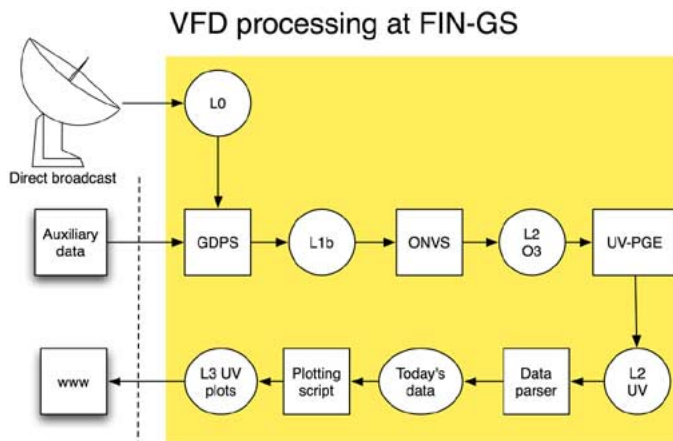 VFD processing at FIN-GS
L0
Direct broadcast
Auxiliary
data
GDPS
L1b
ONVS
L2
O3
UV-PGE
www
L3 UV
plots
Plotting
script
Today's
data
Data
parser
L2
UV